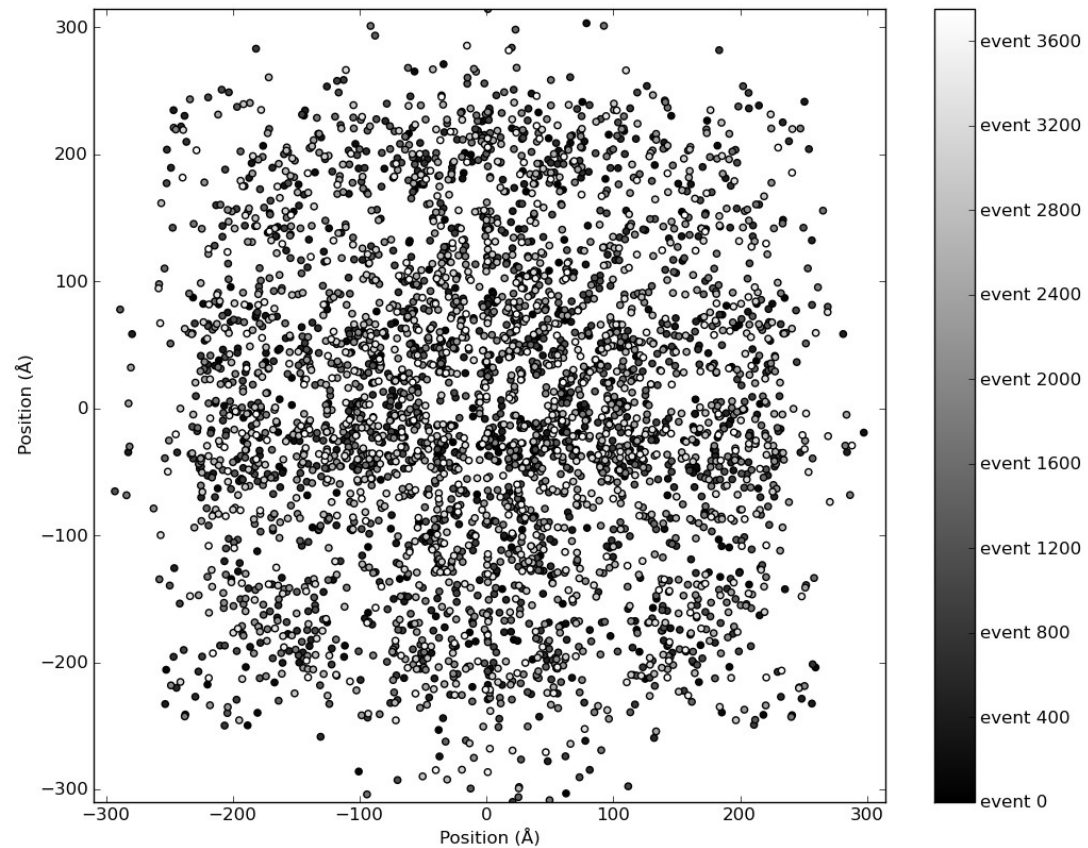 300
200
100
0
−100
−200
−300
Position (Å)
−300 −200 −100 0 100 200 300
Position (Å)
event 3600
event 3200
event 2800
event 2400
event 2000
event 1600
event 1200
event 800
event 400
event 0